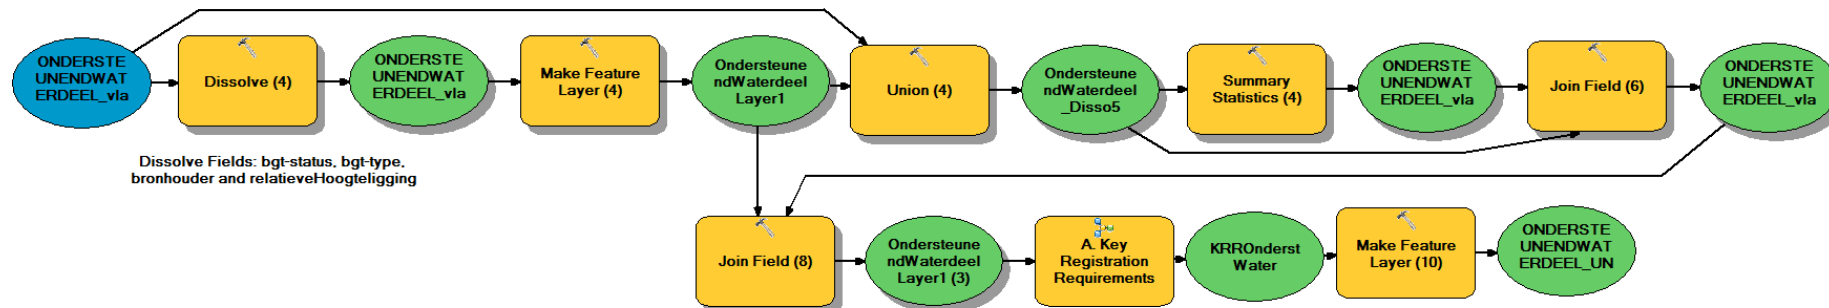 ONDERSTE
UNENDWAT
ERDEEL_vla
Dissolve (4)
ONDERSTE
UNENDWAT
ERDEEL_vla
Make Feature
Layer (4)
Ondersteune
ndWaterdeel
Layer1
Union (4)
Ondersteune
ndWaterdeel
_Disso5
Summary
Statistics (4)
ONDERSTE
UNENDWAT
ERDEEL_vla
Join Field (6)
ONDERSTE
UNENDWAT
ERDEEL_vla
Dissolve Fields: bgt-status, bgt-type,
bronhouder and relatieveHoogteligging
Join Field (8)
Ondersteune
ndWaterdeel
Layer1 (3)
A. Key
Registration
Requirements
KRROnderst
Water
Make Feature
Layer (10)
ONDERSTE
UNENDWAT
ERDEEL_UN